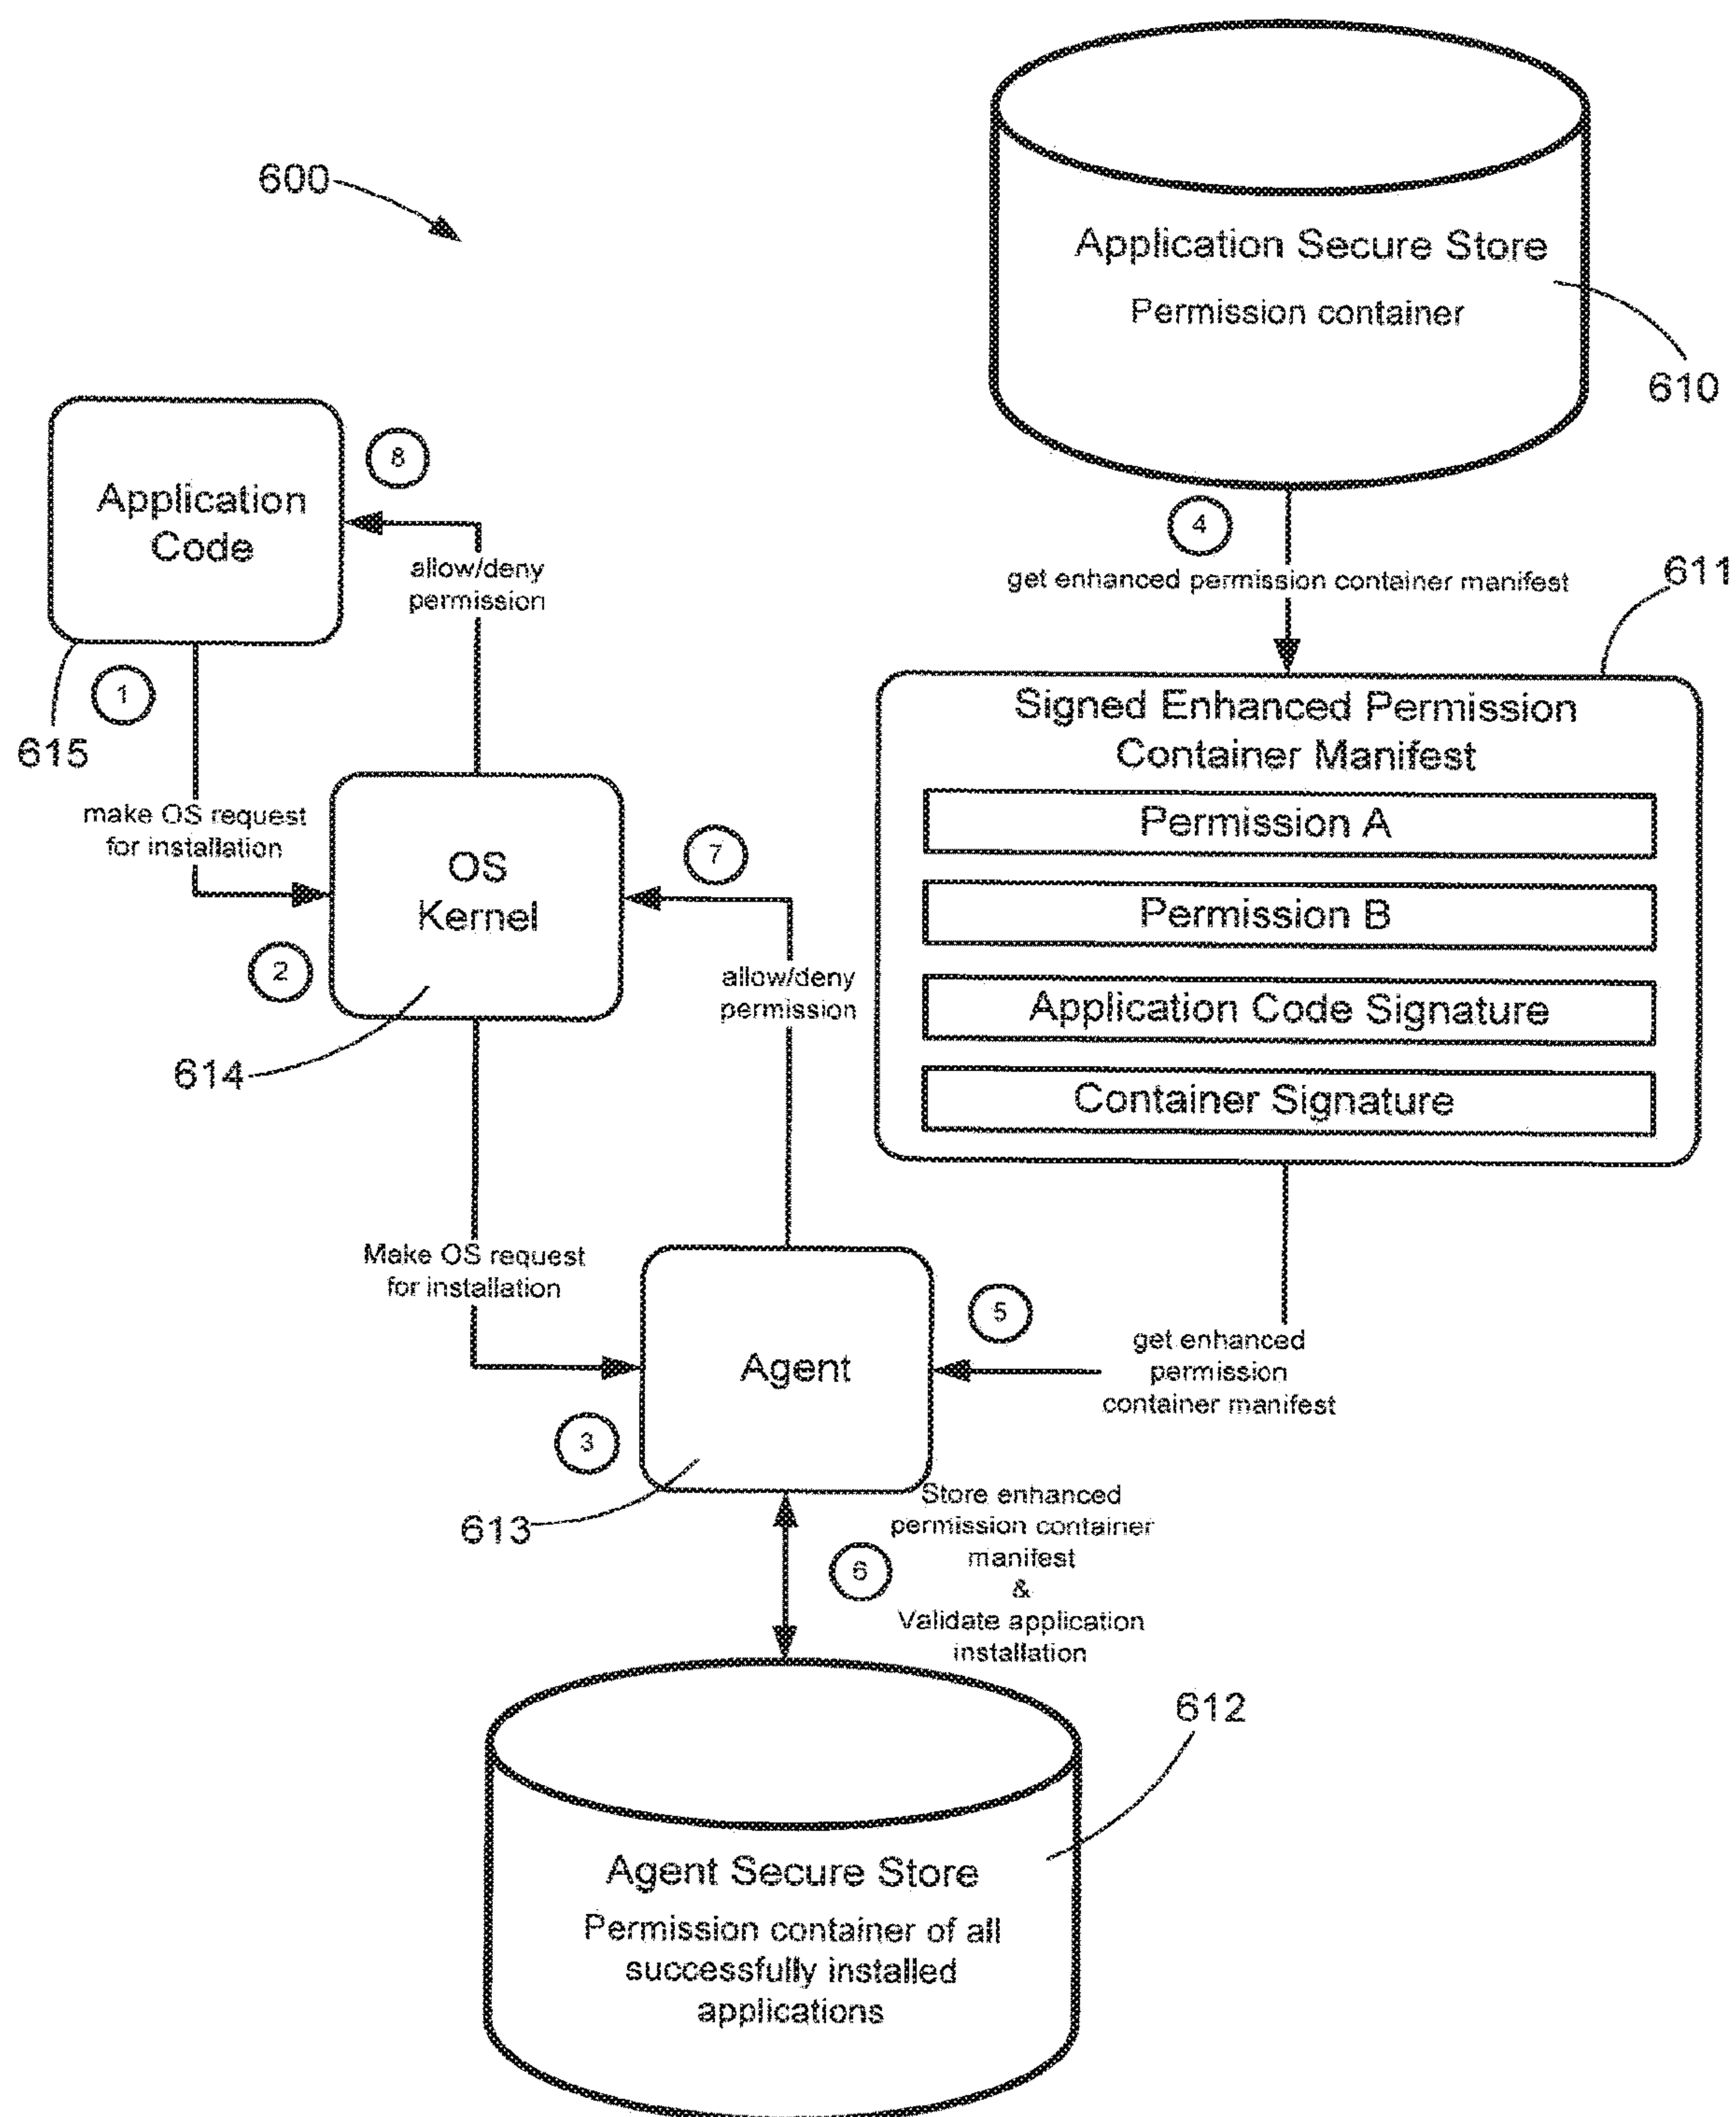 600
Application Secure Store
Permission container
610
Application
Code
8
allow/deny
permission
4
get enhanced permission container manifest
611
1
615
make OS request
for installation
Signed Enhanced Permission
Container Manifest
Permission A
Permission B
Application Code Signature
Container Signature
OS
Kernel
7
2
allow/deny
permission
614
Make OS request
for installation
Agent
5
get enhanced
permission
container manifest
3
613
Store enhanced
permission container
manifest
&
Validate application
installation
6
612
Agent Secure Store
Permission container of all
successfully installed
applications